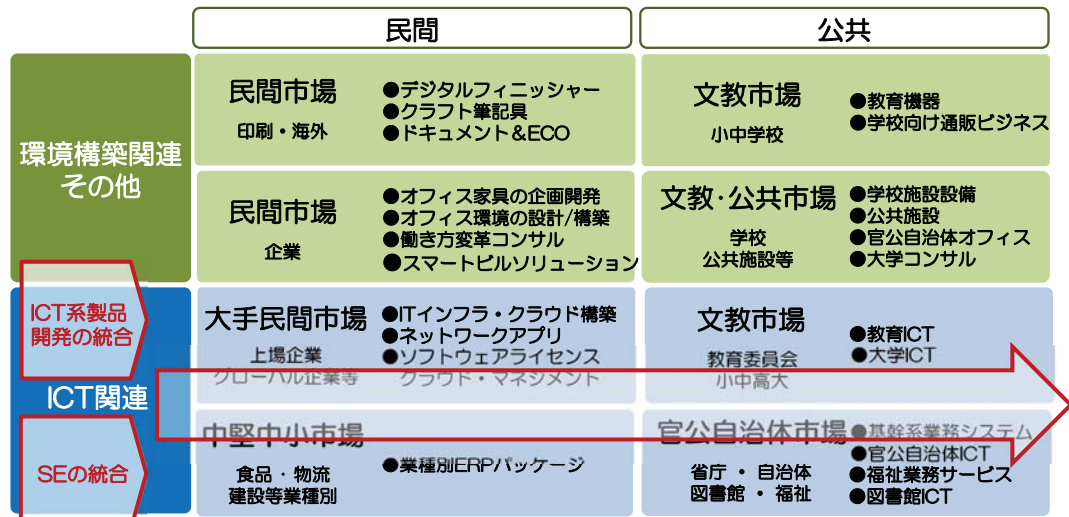 民間
公共
環境構築関連
その他
民間市場
印刷・海外
●デジタルフィニッシャー
●クラフト筆記具
●ドキュメント＆ECO
文教市場
小中学校
●教育機器
●学校向け通販ビジネス
民間市場
企業
●オフィス家具の企画開発
●オフィス環境の設計/構築
●働き方変革コンサル
●スマートビルソリューション
文教・公共市場
学校
公共施設等
●学校施設設備
●公共施設
●官公自治体オフィス
●大学コンサル
ICT系製品
開発の統合
ICT関連
SEの統合
大手民間市場
上場企業
グローバル企業等
●ITインフラ・クラウド構築
●ネットワークアプリ
●ソフトウェアライセンス
クラウド・マネジメント
文教市場
教育委員会
小中高大
●教育ICT
●大学ICT
中堅中小市場
食品・物流
建設等業種別
●業種別ERPパッケージ
官公自治体市場
省庁・自治体
図書館・福祉
●基幹系業務システム
●官公自治体ICT
●福祉業務サービス
●図書館ICT